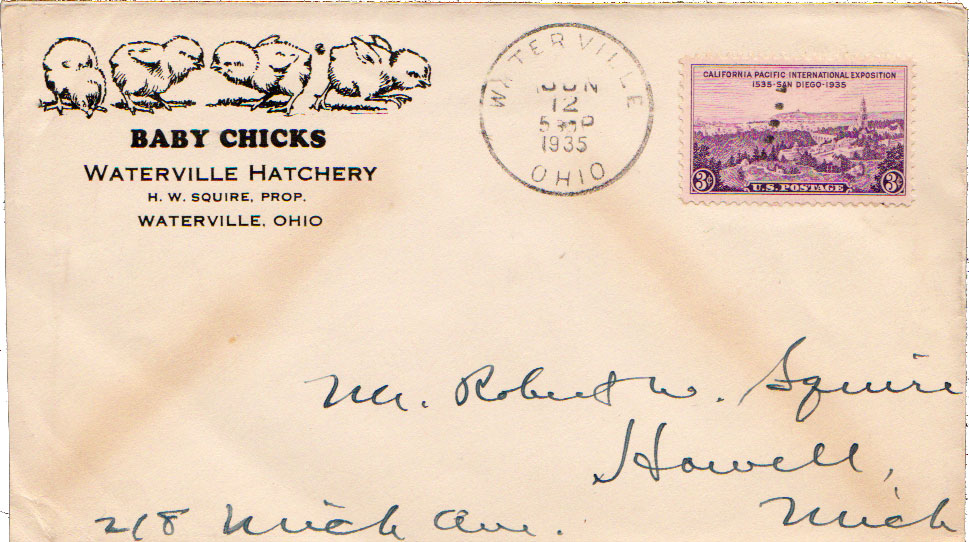 BABY CHICKS
WATERVILLE HATCHERY
H. W. SQUIRE, PROP.
WATERVILLE, OHIO
WATERVILLE
JUN
12
5 P
1935
OHIO
CALIFORNIA PACIFIC INTERNATIONAL EXPOSITION
1535-SAN DIEGO-1935
3¢ U.S. POSTAGE 3¢
Mr. Robert W. Squire
Howell,
218 Mich Ave. Mich